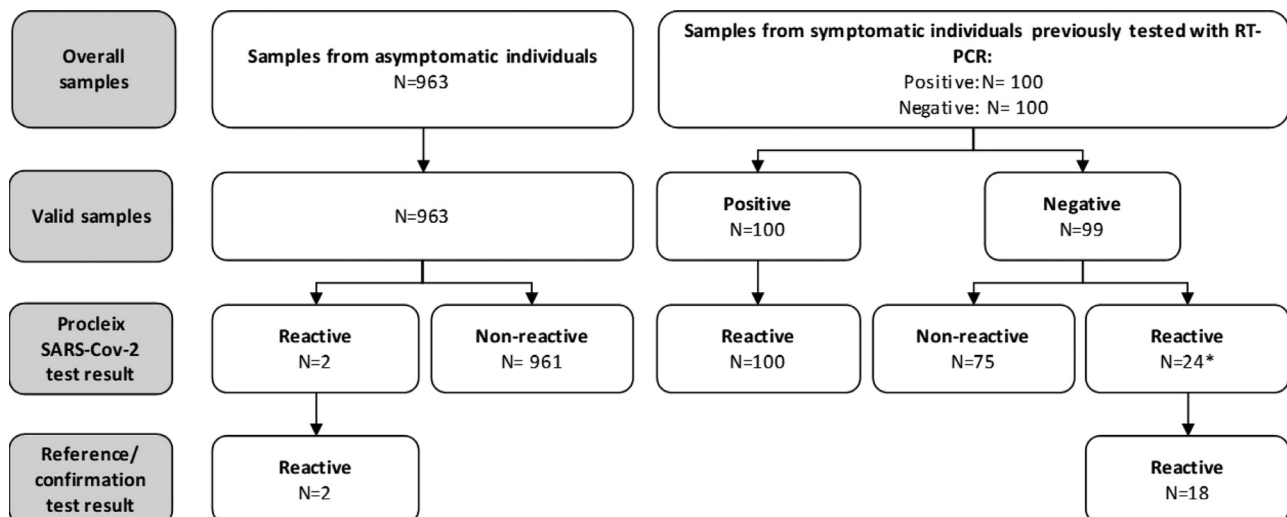 Overall
samples
Samples from asymptomatic individuals
N=963
Samples from symptomatic individuals previously tested with RT-
PCR:
Positive: N= 100
Negative: N= 100
Valid samples
N=963
Positive
N=100
Negative
N=99
Procleix
SARS-Cov-2
test result
Reactive
N=2
Non-reactive
N= 961
Reactive
N=100
Non-reactive
N=75
Reactive
N=24*
Reference/
confirmation
test result
Reactive
N=2
Reactive
N=18